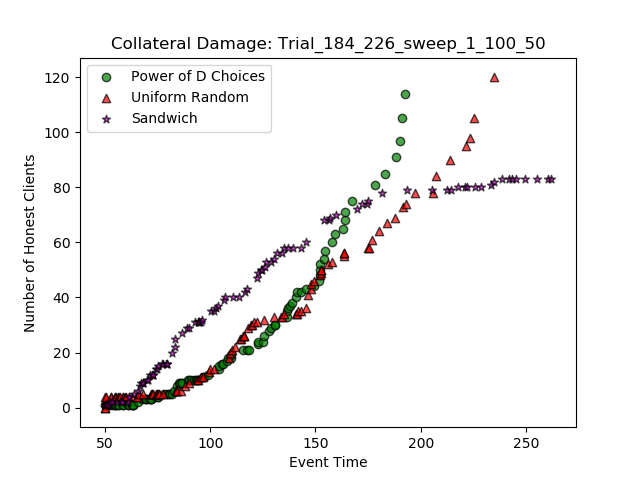 Collateral Damage: Trial_184_226_sweep_1_100_50
Power of D Choices
Uniform Random
Sandwich
Number of Honest Clients
120
100
80
60
40
20
0
50
100
150
200
250
Event Time